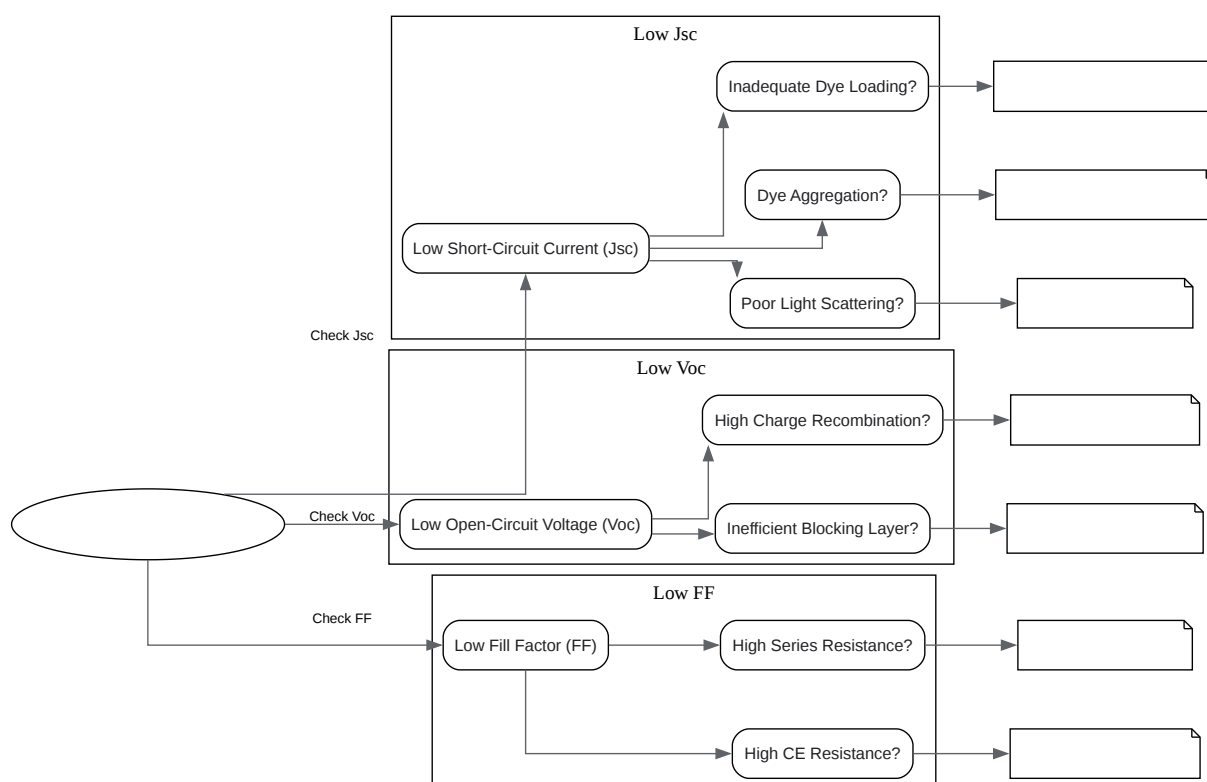 Low Jsc
Inadequate Dye Loading?
Dye Aggregation?
Low Short-Circuit Current (Jsc)
Poor Light Scattering?
Check Jsc
Low Voc
High Charge Recombination?
Check Voc
Low Open-Circuit Voltage (Voc)
Inefficient Blocking Layer?
Low FF
Check FF
Low Fill Factor (FF)
High Series Resistance?
High CE Resistance?